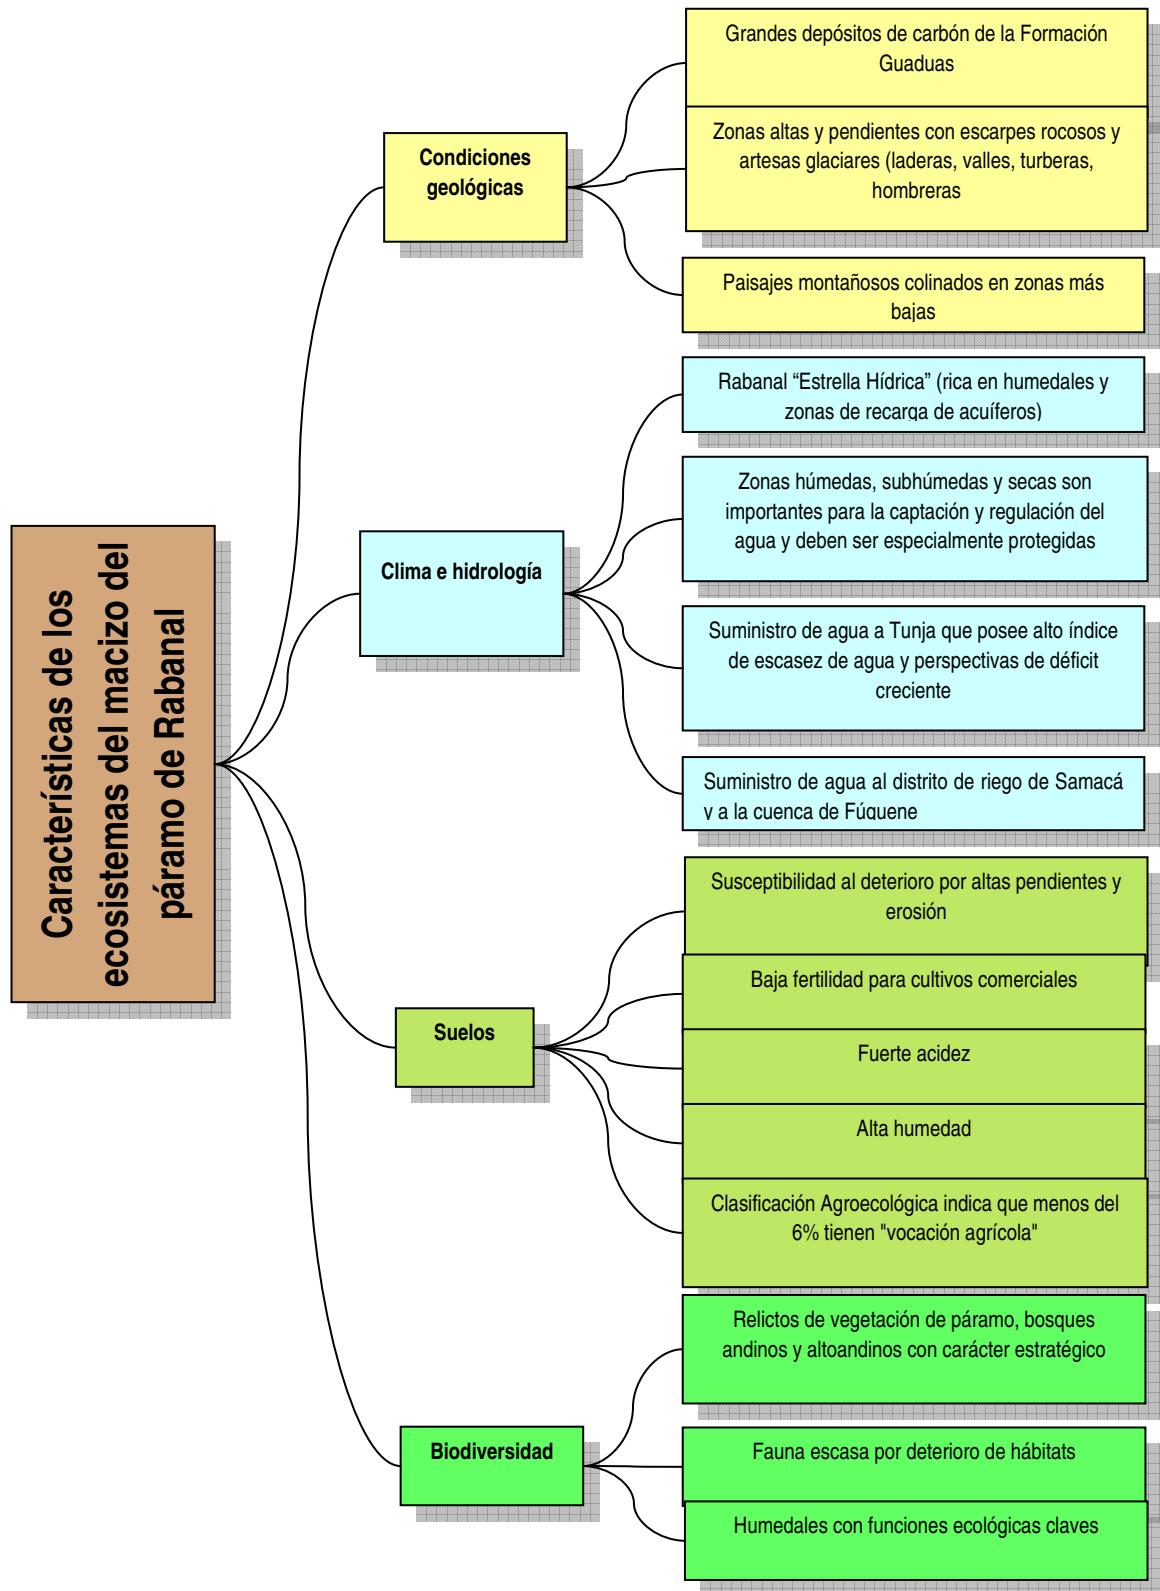 Características de los
ecosistemas del macizo del
páramo de Rabanal
Condiciones
geológicas
Grandes depósitos de carbón de la Formación
Guaduas
Zonas altas y pendientes con escarpes rocosos y
artesas glaciares (laderas, valles, turberas,
hombreras
Paisajes montañosos colinados en zonas más
bajas
Clima e hidrología
Rabanal “Estrella Hídrica” (rica en humedales y
zonas de recarga de acuíferos)
Zonas húmedas, subhúmedas y secas son
importantes para la captación y regulación del
agua y deben ser especialmente protegidas
Suministro de agua a Tunja que posee alto índice
de escasez de agua y perspectivas de déficit
creciente
Suministro de agua al distrito de riego de Samacá
y a la cuenca de Fúquene
Suelos
Susceptibilidad al deterioro por altas pendientes y
erosión
Baja fertilidad para cultivos comerciales
Fuerte acidez
Alta humedad
Clasificación Agroecológica indica que menos del
6% tienen "vocación agrícola"
Biodiversidad
Relictos de vegetación de páramo, bosques
andinos y altoandinos con carácter estratégico
Fauna escasa por deterioro de hábitats
Humedales con funciones ecológicas claves